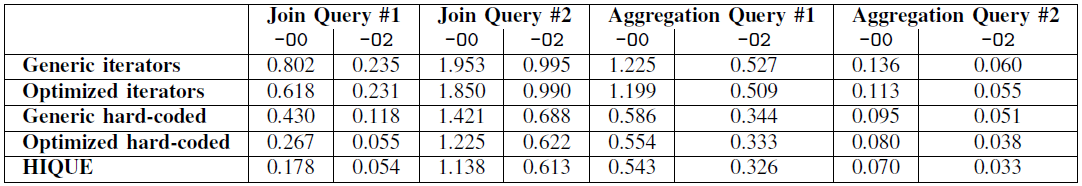 Join Query #1 Join Query #2 Aggregation Query #1 Aggregation Query #2
-O0 -O2 -O0 -O2 -O0 -O2 -O0 -O2
Generic iterators 0.802 0.235 1.953 0.995 1.225 0.527 0.136 0.060
Optimized iterators 0.618 0.231 1.850 0.990 1.199 0.509 0.113 0.055
Generic hard-coded 0.430 0.118 1.421 0.688 0.586 0.344 0.095 0.051
Optimized hard-coded 0.267 0.055 1.225 0.622 0.554 0.333 0.080 0.038
HIQUE 0.178 0.054 1.138 0.613 0.543 0.326 0.070 0.033